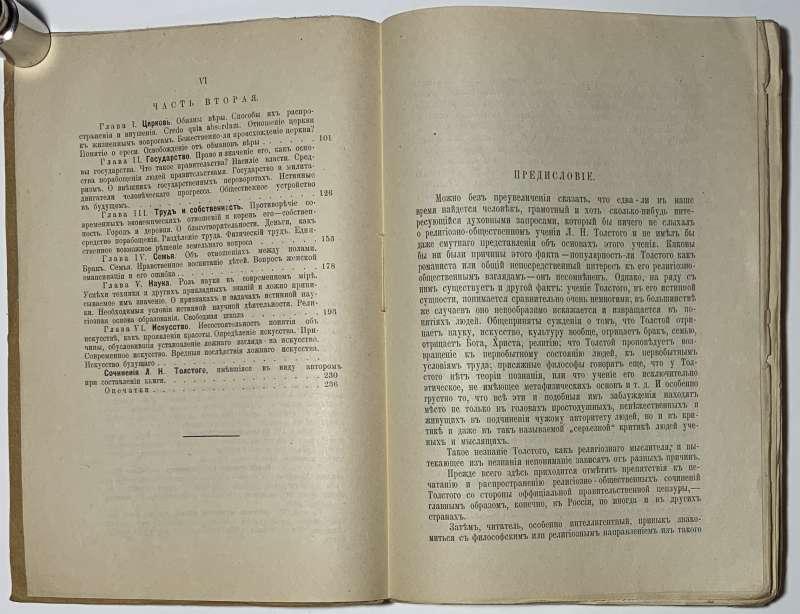 VI
ЧАСТЬ ВТОРАЯ.
Глава I. Церковь. Обманы вѣры. Способы ихъ распро-
страненія и внушенія. Credo quia absurdum. Отношеніе церкви
къ жизненнымъ вопросамъ. Божественно-ли происхожденіе церкви?
Понятіе о ереси. Освобожденіе отъ обмановъ вѣры . . . . . . 101
Глава II. Государство. Право и значеніе его, какъ осно-
вы государства. Что такое правительства? Насиліе власти. Сред-
ства порабощенія людей правительствами. Государство и милита-
ризмъ. О внѣшнихъ государственныхъ переворотахъ. Истинные
двигатели человѣческаго прогресса. Общественное устройство
въ будущемъ. . . . . . . . . . . . . . . . 126
Глава III. Трудъ и собственность. Противорѣчіе со-
временныхъ экономическихъ отношеній и корень его—собствен-
ность. Городъ и деревня. О благотворительности. Деньги, какъ
средство порабощенія. Раздѣленіе труда. Физическій трудъ. Един-
ственное возможное рѣшеніе земельнаго вопроса . . . . . . 155
Глава IV. Семья. Объ отношеніяхъ между полами.
Бракъ. Семья. Нравственное воспитаніе дѣтей. Вопросъ женской
эмансипаціи и его ошибка . . . . . . . . . . . . 178
Глава V. Наука. Роль науки въ современномъ мірѣ.
Успѣхи техники и другихъ прикладныхъ знаній и ложно припи-
сываемое имъ значеніе. О признакахъ и задачахъ истинной нау-
ки. Необходимыя условія истинной научной дѣятельности. Рели-
гіозная основа образованія. Свободная школа . . . . . . . 193
Глава VI. Искусство. Несостоятельность понятія объ
искусствѣ, какъ проявленіи красоты. Опредѣленіе искусства. При-
чины, обусловившія установленіе ложнаго взгляда на искусство.
Современное искусство. Вредныя послѣдствія ложнаго искусства.
Искусство будущаго . . . . . . . . . . . . . .
Сочиненія Л. Н. Толстого, имѣвшіяся въ виду авторомъ
при составленіи книги. . . . . . . . . . . . . . 230
Опечатки . . . . . . . . . . . . . . . . . 236
ПРЕДИСЛОВІЕ.
Можно безъ преувеличенія сказать, что едва-ли въ наше
время найдется человѣкъ, грамотный и хоть сколько-нибудь инте-
ресующійся духовными запросами, который бы ничего не слыхалъ
о религіозно-общественномъ ученіи Л. Н. Толстого и не имѣлъ бы
даже смутнаго представленія объ основахъ этого ученія. Каковы
бы ни были причины этого факта—популярность-ли Толстого какъ
романиста или общій непосредственный интересъ къ его религіозно-
общественнымъ взглядамъ—онъ несомнѣненъ. Однако, на ряду съ
нимъ существуетъ и другой фактъ: ученіе Толстого, въ его истинной
сущности, понимается сравнительно очень немногими, въ большинствѣ
же случаевъ оно непообразимо искажается и извращается въ по-
нятіяхъ людей. Общеприняты сужденія о томъ, что Толстой отри-
цаетъ науку, искусство, культуру вообще, отрицаетъ бракъ, семью,
отрицаетъ Бога, Христа, религію; что Толстой проповѣдуетъ воз-
вращеніе къ первобытному состоянію людей, къ первобытнымъ
условіямъ труда; присяжные философы говорятъ еще, что у Тол-
стого нѣтъ теоріи познанія, или что ученіе его исключительно
этическое, не имѣющее метафизическихъ основъ и т. д. И особенно
грустно то, что всѣ эти и подобныя имъ заблужденія находятъ
мѣсто не только въ головахъ простодушныхъ, невѣжественныхъ и
живущихъ въ подчиненіи чужому авторитету людей, но и въ кри-
тикѣ и даже въ такъ называемой „серьезной“ критикѣ людей уче-
ныхъ и мыслящихъ.
Такое незнаніе Толстого, какъ религіознаго мыслителя, и вы-
текающее изъ незнанія непониманіе зависятъ отъ разныхъ причинъ.
Прежде всего здѣсь приходится отмѣтить препятствія къ пе-
чатанію и распространенію религіозно-общественныхъ сочиненій
Толстого со стороны оффиціальной правительственной цензуры,—
главнымъ образомъ, конечно, въ Россіи, но иногда и въ другихъ
странахъ.
Затѣмъ, читатель, особенно интеллигентный, привыкъ знако-
миться съ философскимъ или религіознымъ направленіемъ изъ такого